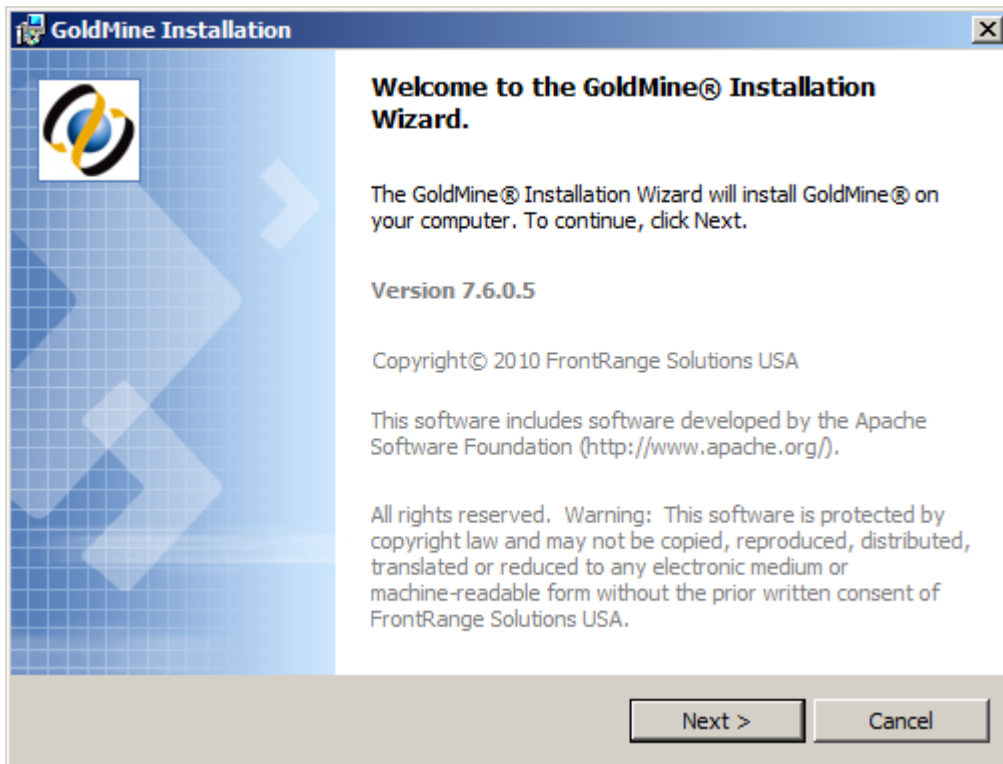 GoldMine Installation
Welcome to the GoldMine® Installation
Wizard.
The GoldMine® Installation Wizard will install GoldMine® on
your computer. To continue, click Next.
Version 7.6.0.5
Copyright© 2010 FrontRange Solutions USA
This software includes software developed by the Apache
Software Foundation (http://www.apache.org/).
All rights reserved.  Warning:  This software is protected by
copyright law and may not be copied, reproduced, distributed,
translated or reduced to any electronic medium or
machine-readable form without the prior written consent of
FrontRange Solutions USA.
Next >
Cancel